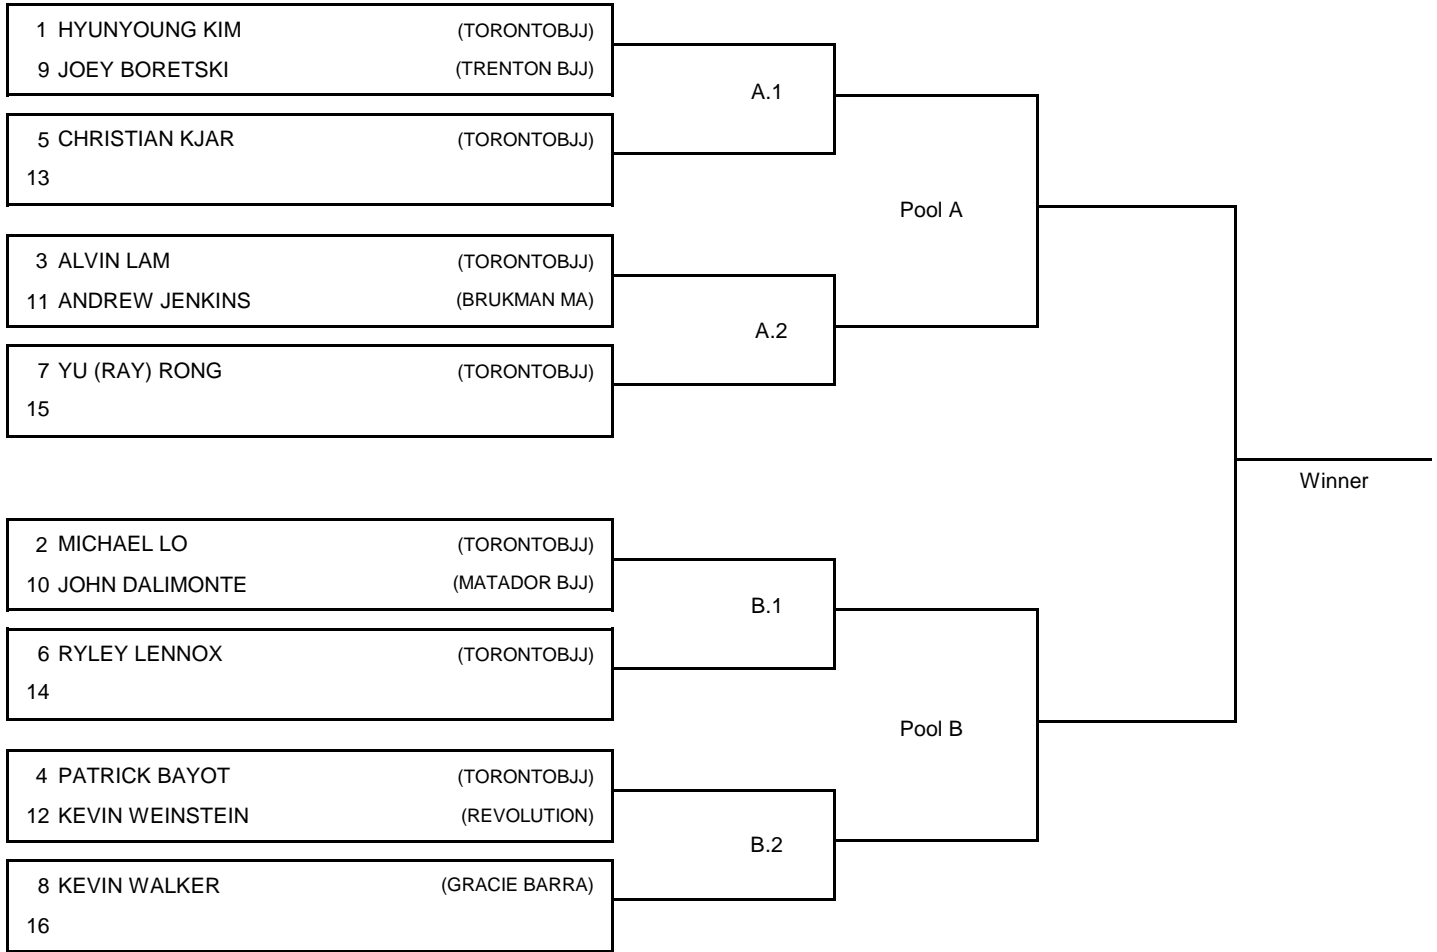 1 HYUNYOUNG KIM (TORONTOBJJ)
9 JOEY BORETSKI (TRENTON BJJ)
A.1
5 CHRISTIAN KJAR (TORONTOBJJ)
13
Pool A
3 ALVIN LAM (TORONTOBJJ)
11 ANDREW JENKINS (BRUKMAN MA)
A.2
7 YU (RAY) RONG (TORONTOBJJ)
15
Winner
2 MICHAEL LO (TORONTOBJJ)
10 JOHN DALIMONTE (MATADOR BJJ)
B.1
6 RYLEY LENNOX (TORONTOBJJ)
14
Pool B
4 PATRICK BAYOT (TORONTOBJJ)
12 KEVIN WEINSTEIN (REVOLUTION)
B.2
8 KEVIN WALKER (GRACIE BARRA)
16